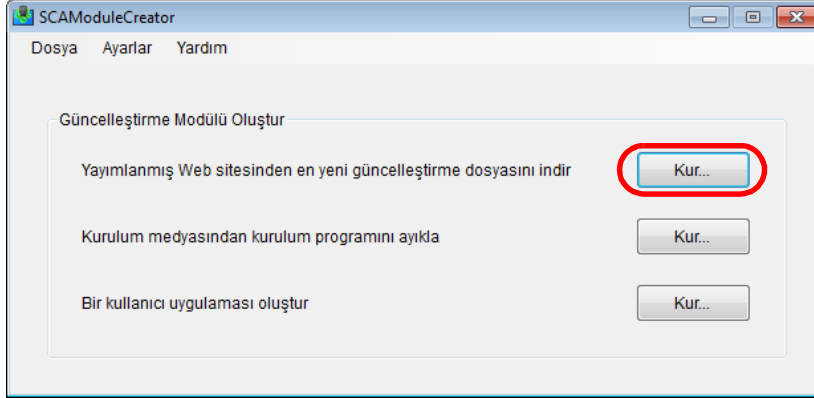 SCAModuleCreator
Dosya Ayarlar Yardım
Güncelleştirme Modülü Oluştur
Yayımlanmış Web sitesinden en yeni güncelleştirme dosyasını indir Kur...
Kurulum medyasından kurulum programını ayıkla Kur...
Bir kullanıcı uygulaması oluştur Kur...